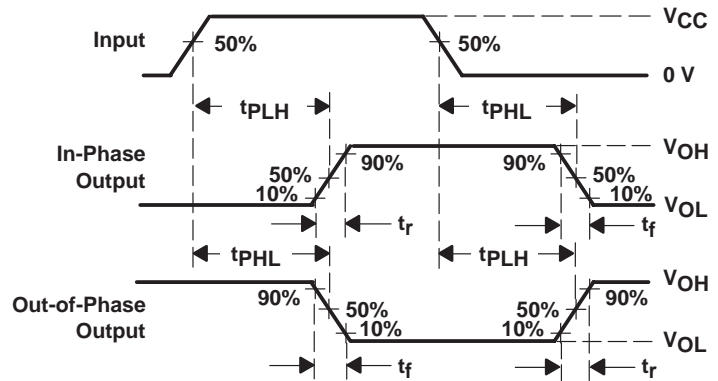 VCC
Input
50%
50%
0 V
tPLH
tPHL
In-Phase
Output
90%
90%
VOH
50%
10%
50%
10%
VOL
tr
tf
tPHL
tPLH
Out-of-Phase
Output
90%
50%
10%
50%
10%
90%
VOH
VOL
tf
tr